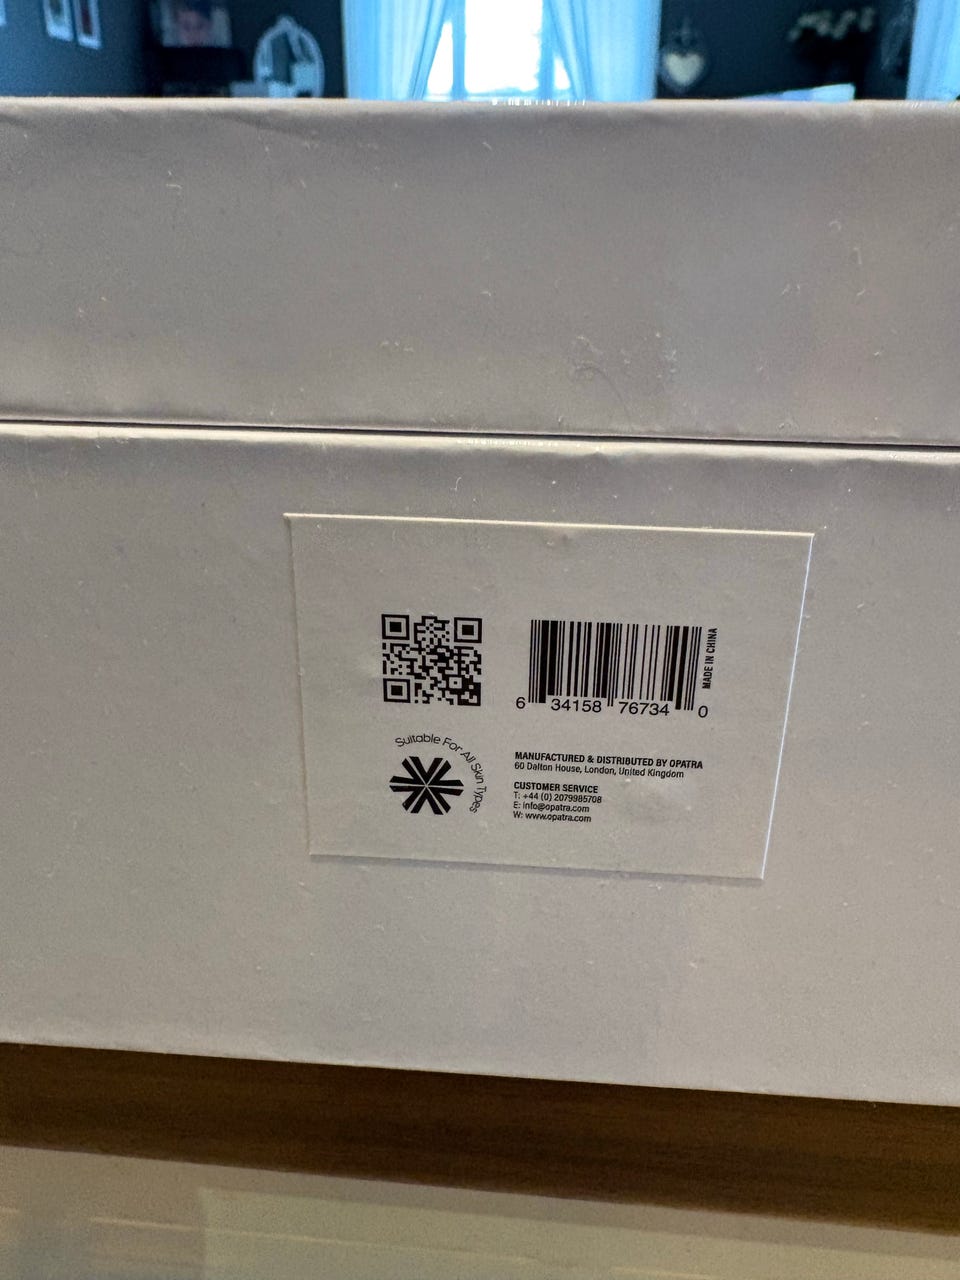 MADE IN CHINA
6 34158 76734 0
Suitable For All Skin Types
MANUFACTURED & DISTRIBUTED BY OPATRA
60 Dalton House, London, United Kingdom
CUSTOMER SERVICE
T: +44 (0) 2079985708
E: info@opatra.com
W: www.opatra.com